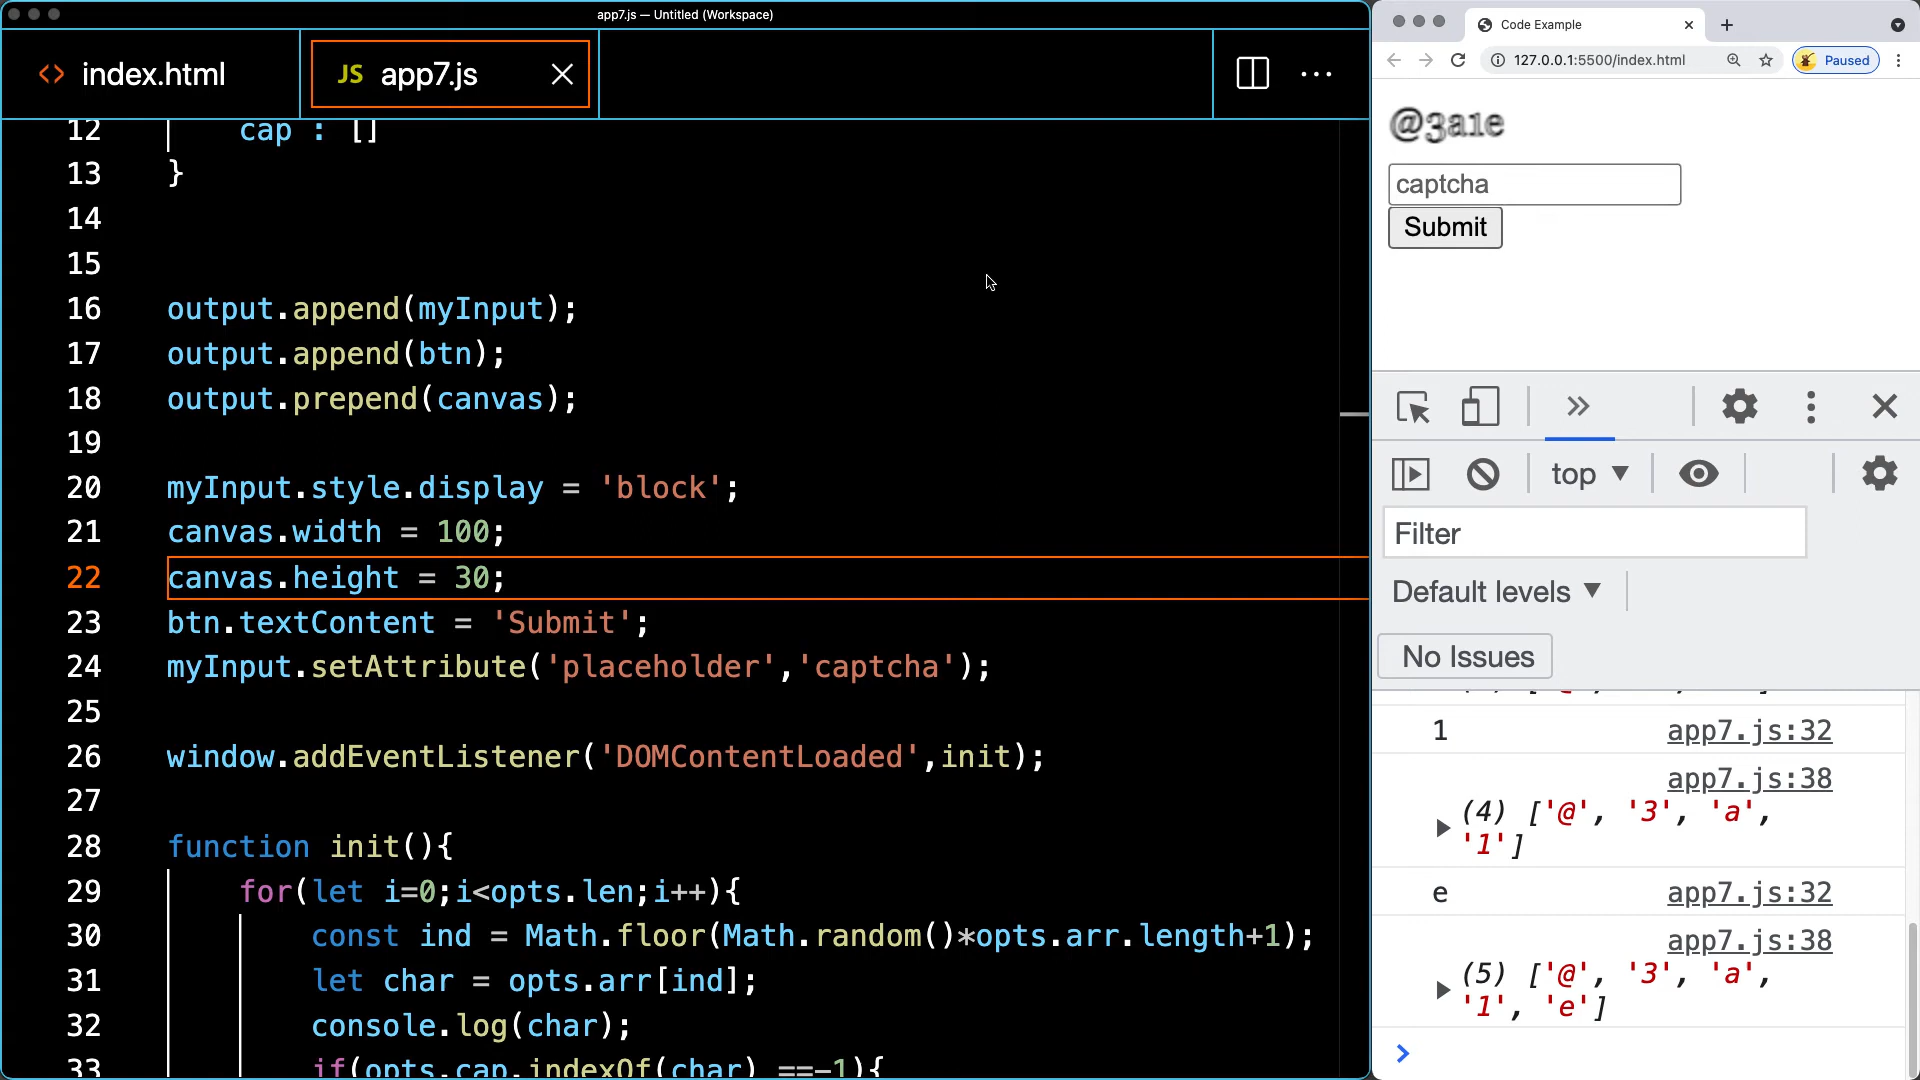 app7.js — Untitled (Workspace)
<> index.html
JS app7.js
12 cap : []
13 }
14
15
16 output.append(myInput);
17 output.append(btn);
18 output.prepend(canvas);
19
20 myInput.style.display = 'block';
21 canvas.width = 100;
22 canvas.height = 30;
23 btn.textContent = 'Submit';
24 myInput.setAttribute('placeholder','captcha');
25
26 window.addEventListener('DOMContentLoaded',init);
27
28 function init(){
29 for(let i=0;i<opts.len;i++){
30 const ind = Math.floor(Math.random()*opts.arr.length+1);
31 let char = opts.arr[ind];
32 console.log(char);
33 if(opts.cap.indexOf(char) ==-1){
Code Example
127.0.0.1:5500/index.html
Paused
@3a1e
captcha
Submit
top
Filter
Default levels
No Issues
1 app7.js:32
app7.js:38
(4) ['@', '3', 'a',
'1']
e app7.js:32
app7.js:38
(5) ['@', '3', 'a',
'1', 'e']